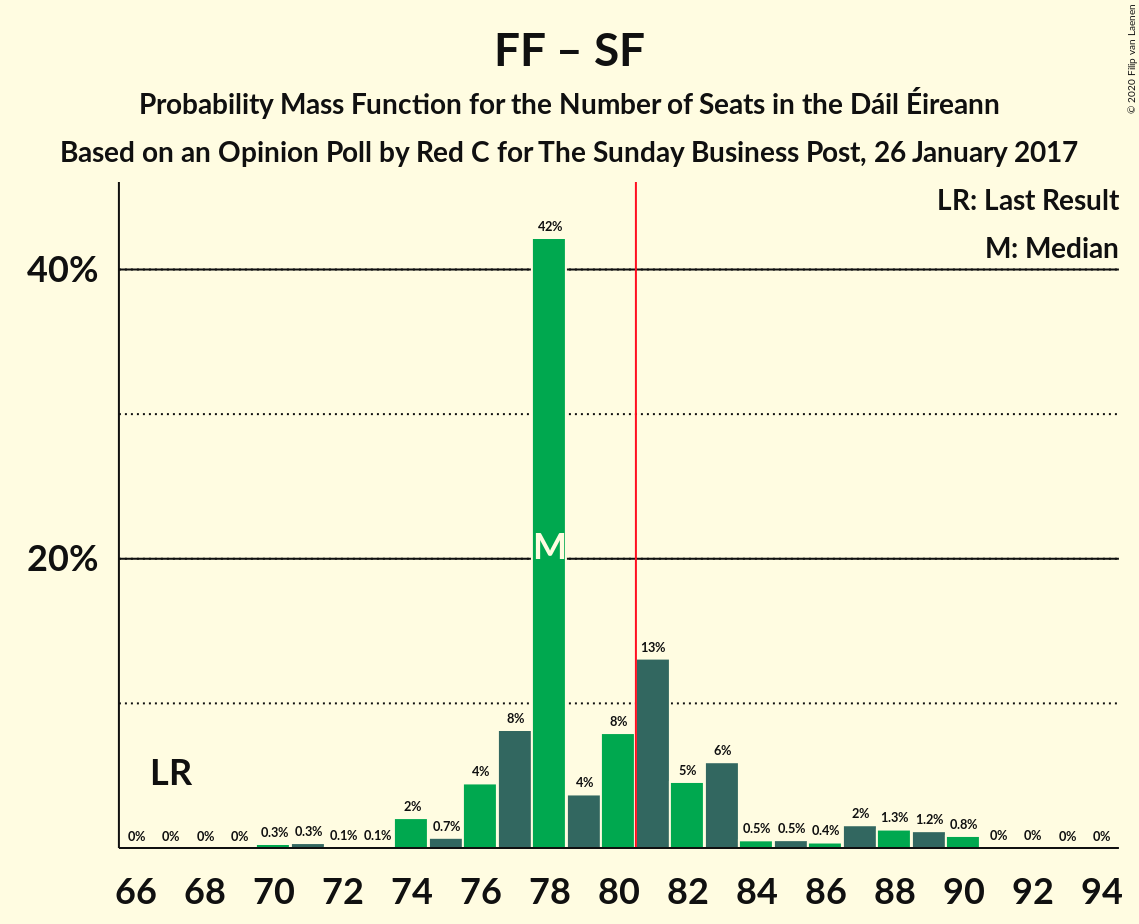 FF – SF
Probability Mass Function for the Number of Seats in the Dáil Éireann
Based on an Opinion Poll by Red C for The Sunday Business Post, 26 January 2017
© 2020 Filip van Laenen
LR: Last Result
M: Median
40%
20%
LR
M
0% 0% 0% 0% 0.3% 0.3% 0.1% 0.1% 2% 0.7% 4% 8% 42% 4% 8% 13% 5% 6% 0.5% 0.5% 0.4% 2% 1.3% 1.2% 0.8% 0% 0% 0% 0%
66 68 70 72 74 76 78 80 82 84 86 88 90 92 94